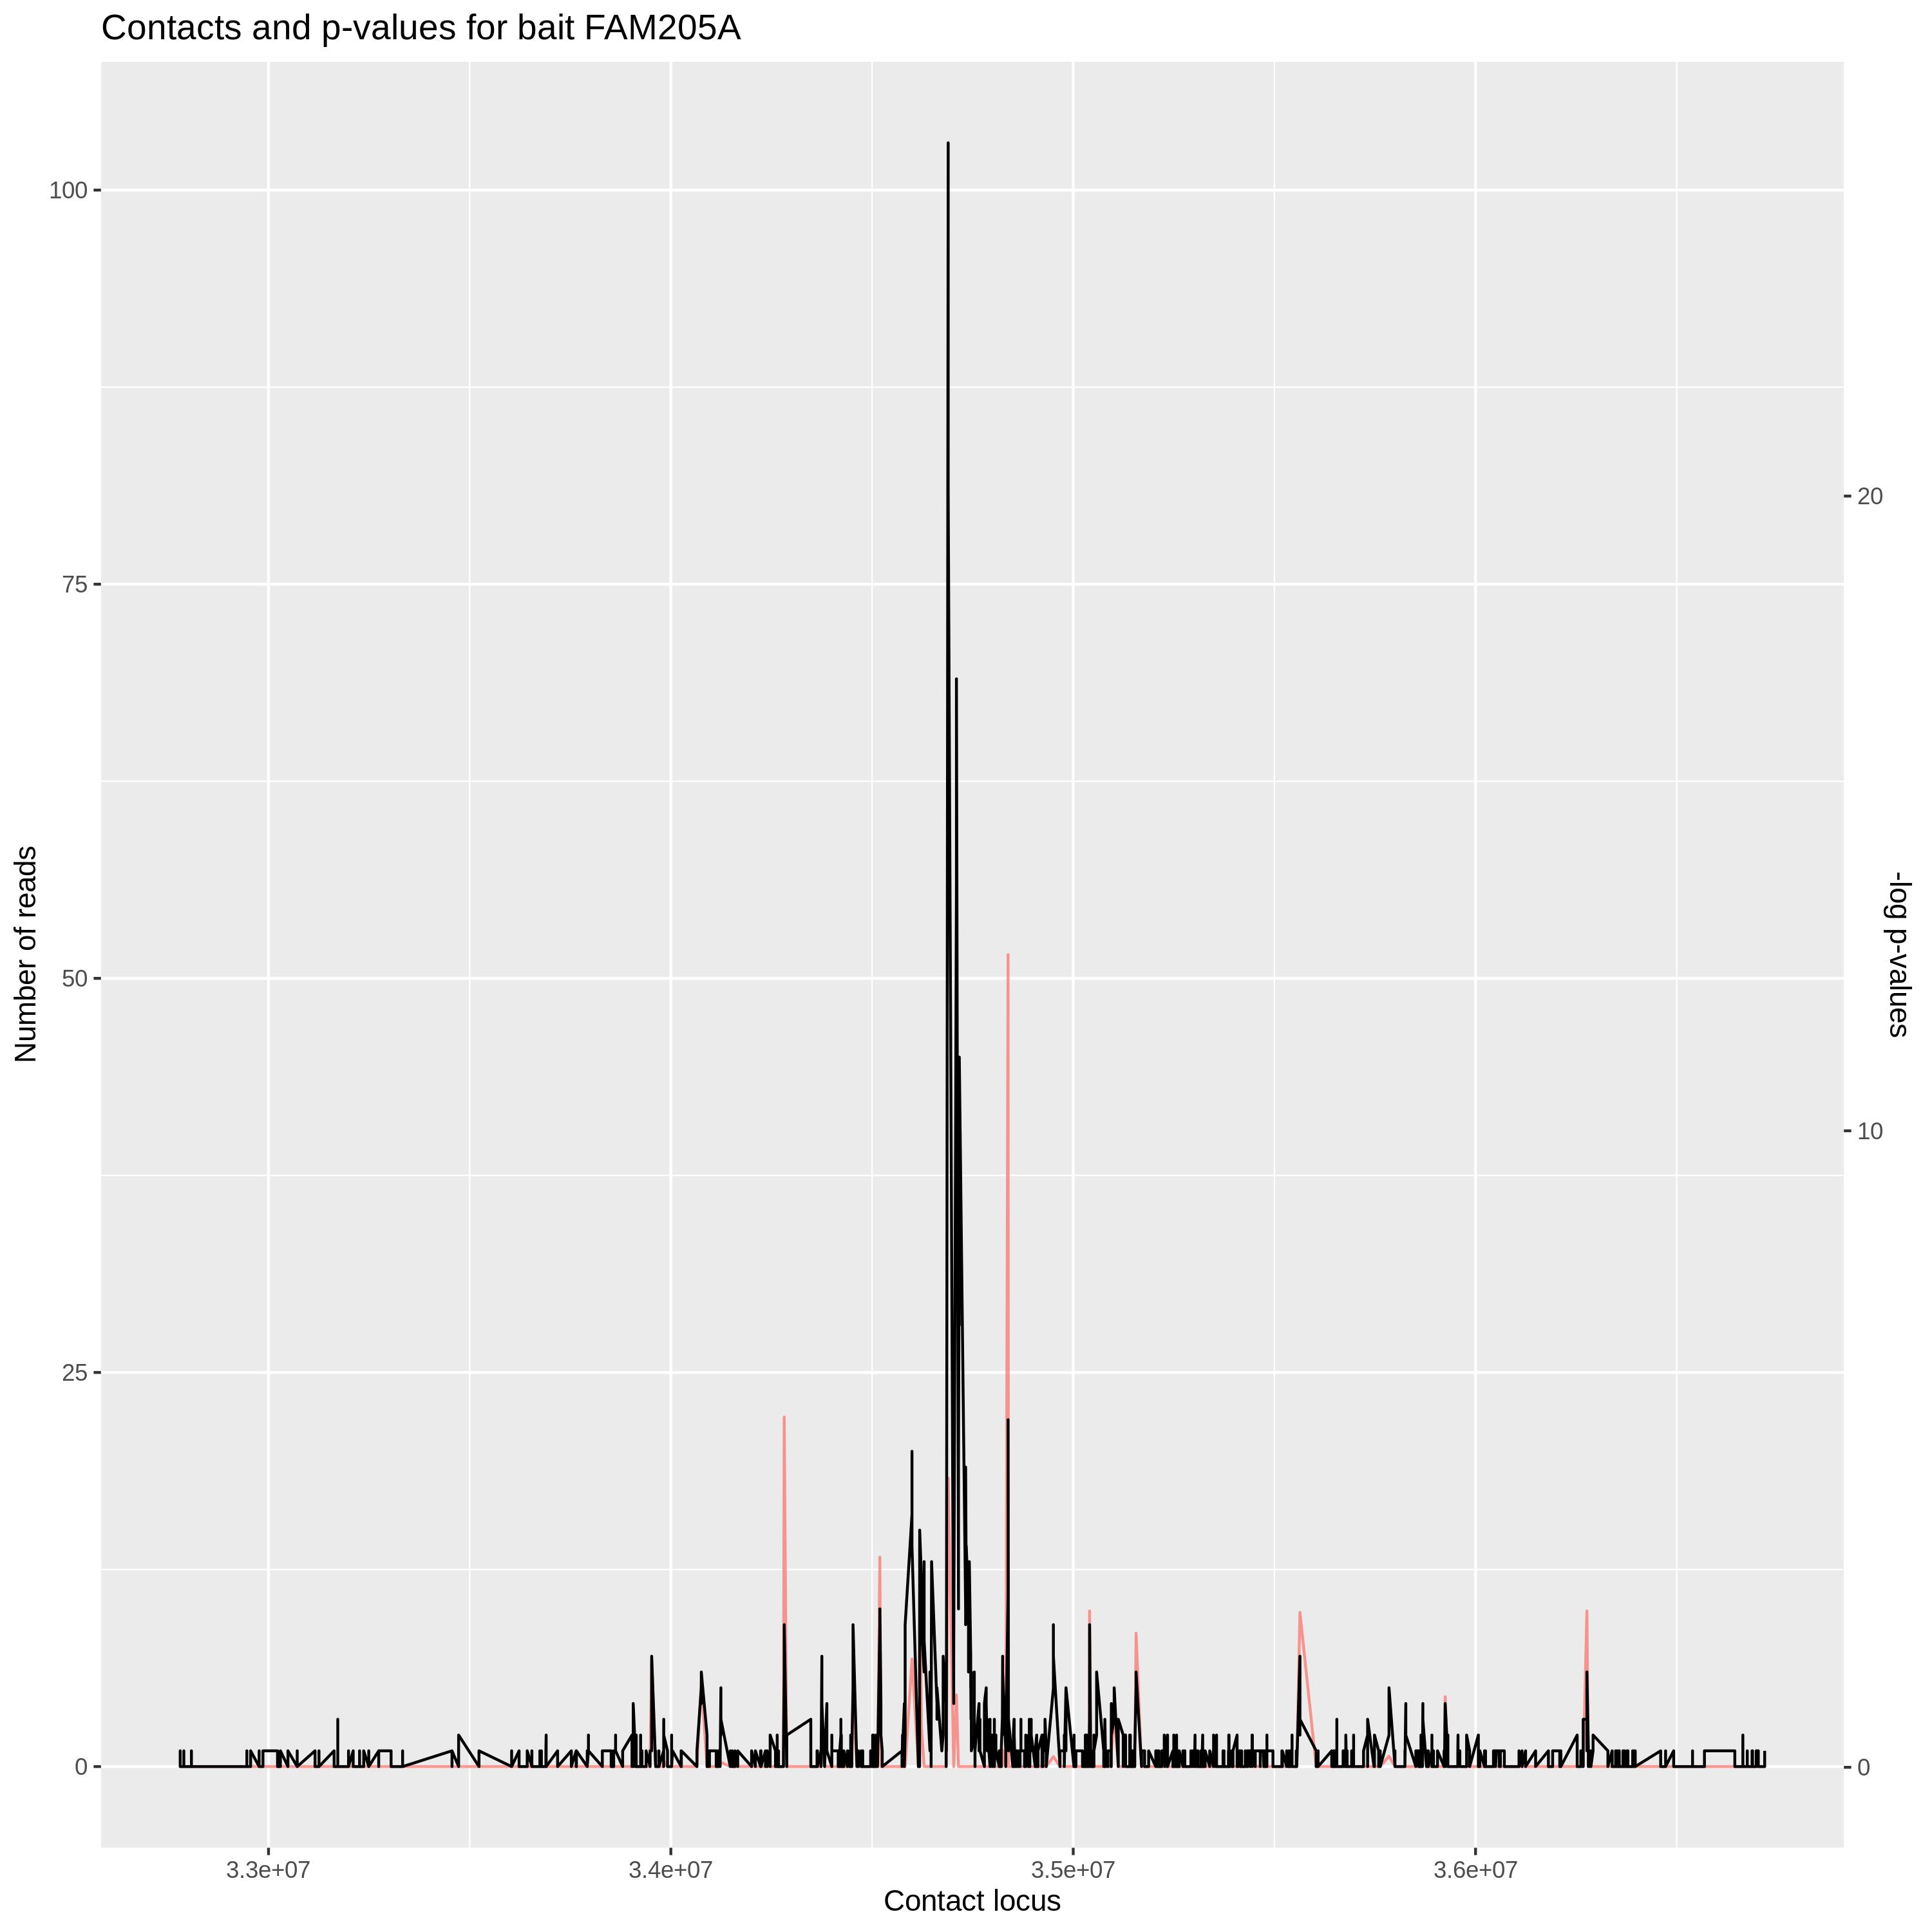 Contacts and p-values for bait FAM205A
100
75
50
25
0
Number of reads
20
10
0
-log p-values
3.3e+07
3.4e+07
3.5e+07
3.6e+07
Contact locus